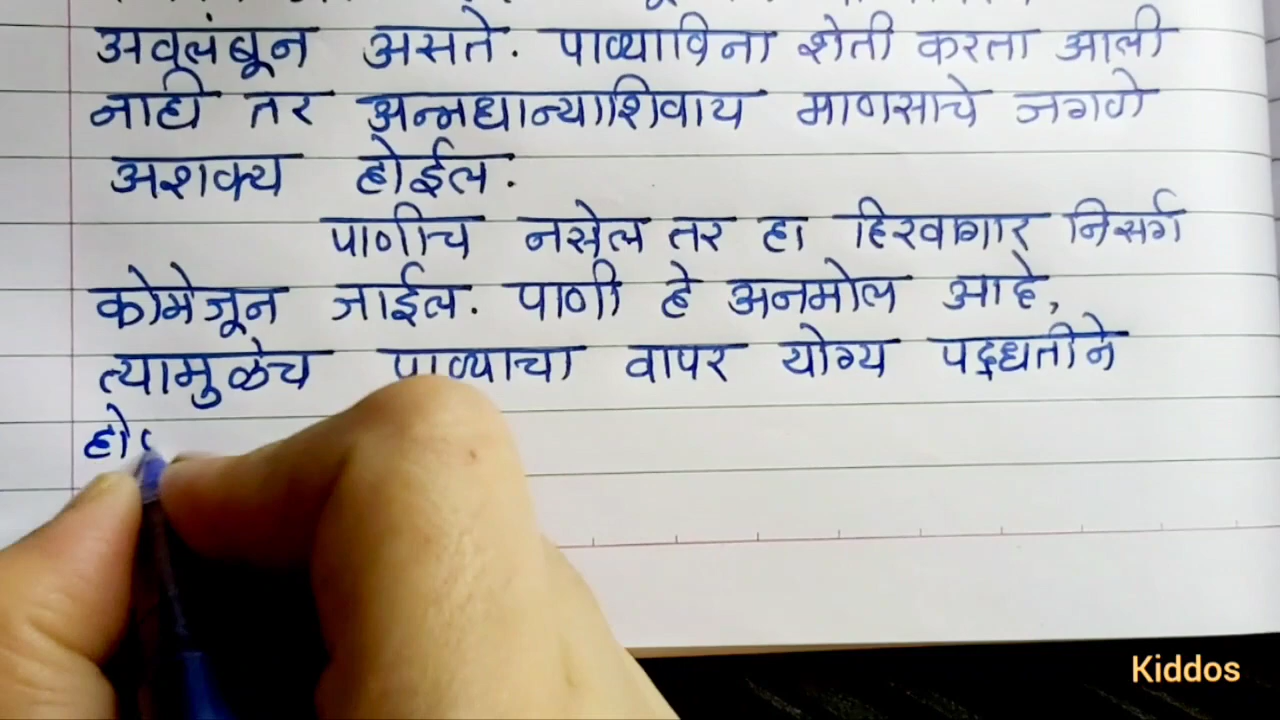 अवलंबून असते. पाण्याविना शेती करता आली
नाही तर अन्नधान्याशिवाय माणसाचे जगणे
अशक्य होईल.
पाणीच नसेल तर हा हिरवागार निसर्ग
कोमेजून जाईल. पाणी हे अनमोल आहे,
त्यामुळेच पाण्याचा वापर योग्य पद्धतीने
हो
Kiddos